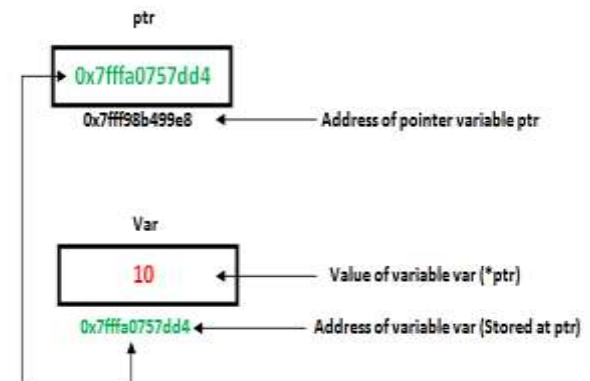 ptr
0x7fffa0757dd4
0x7fff98b499e8 Address of pointer variable ptr
Var
10 Value of variable var (*ptr)
0x7fffa0757dd4 Address of variable var (Stored at ptr)